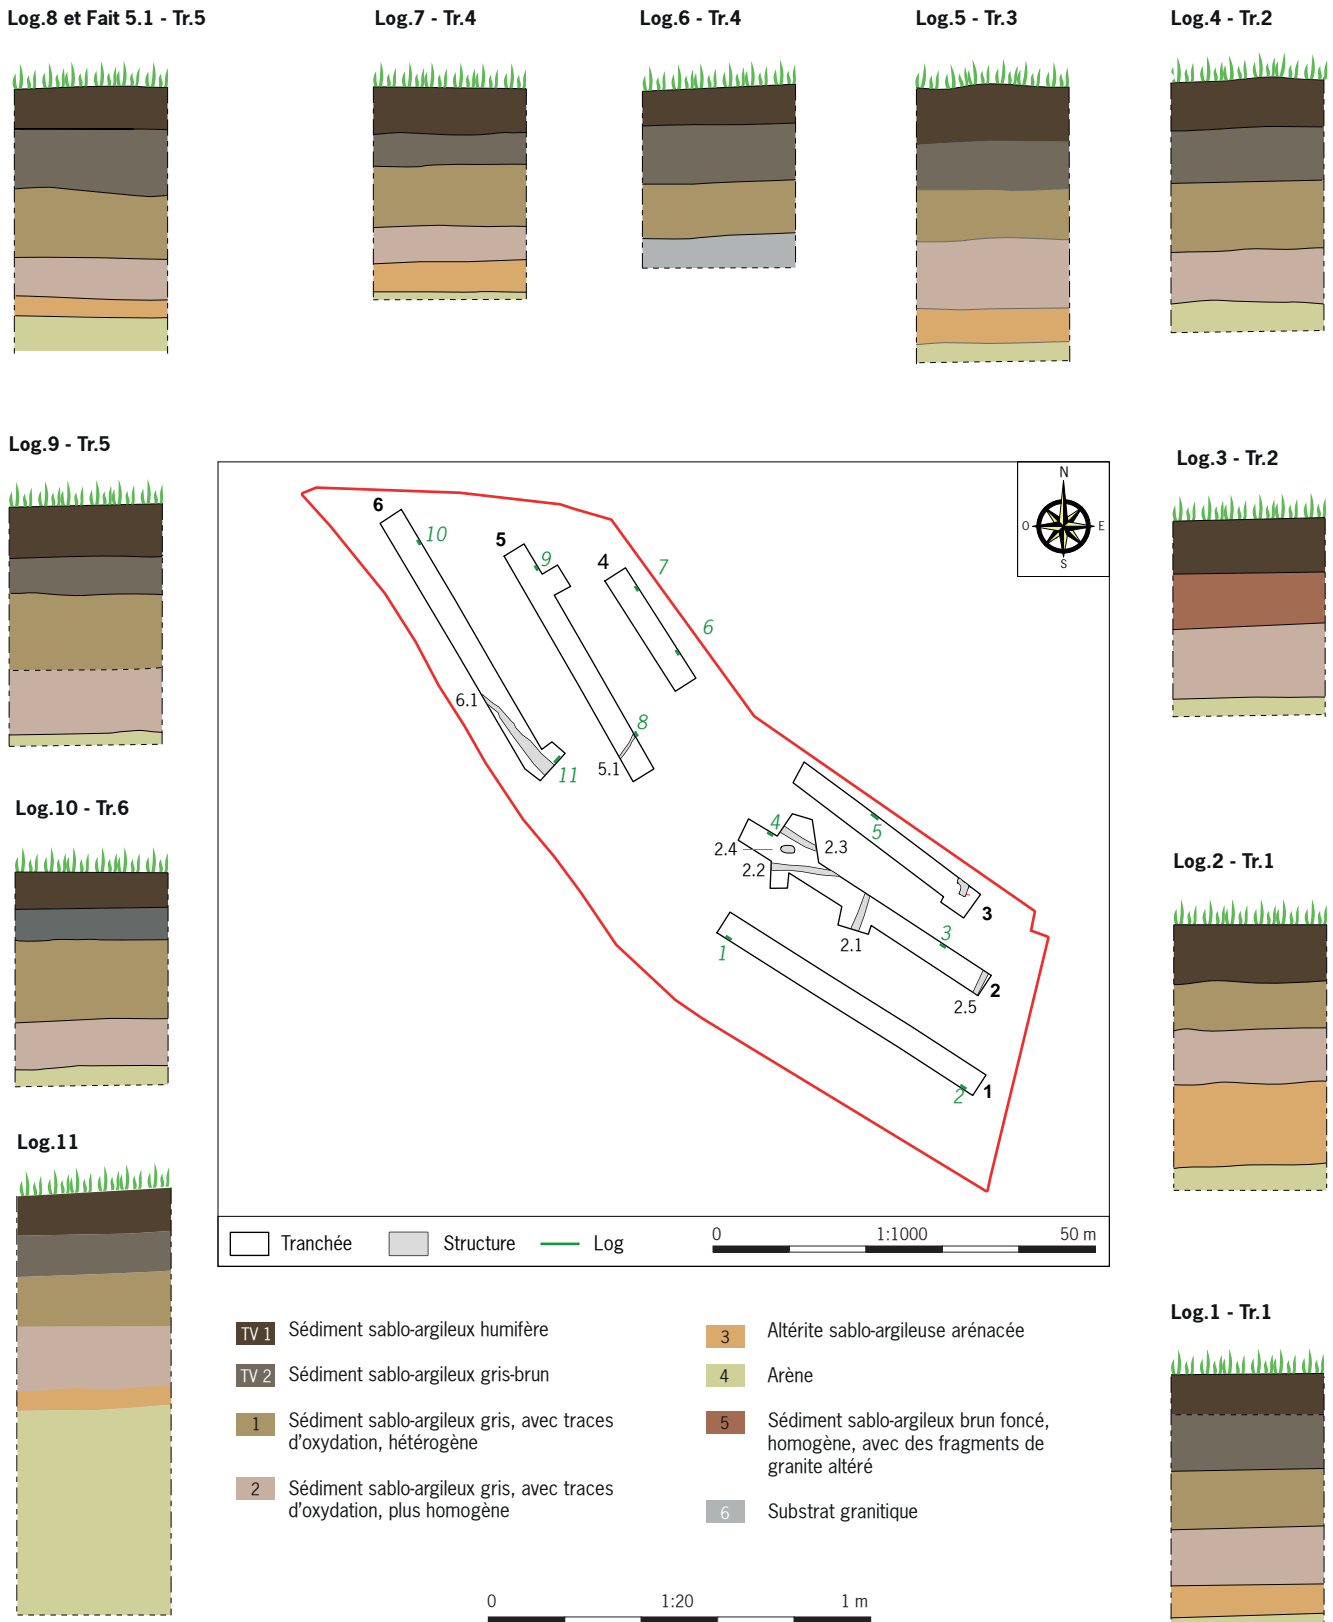 Log.8 et Fait 5.1 - Tr.5
Log.7 - Tr.4
Log.6 - Tr.4
Log.5 - Tr.3
Log.4 - Tr.2
Log.9 - Tr.5
Log.3 - Tr.2
N
O
E
S
6
10
5
9
4
7
6
6.1
11
8
5.1
4
2.4
2.3
2.2
5
3
2.1
3
2
2.5
1
2
1
Log.10 - Tr.6
Log.2 - Tr.1
Log.11
Tranchée
Structure
Log
0
1:1000
50 m
Log.1 - Tr.1
TV 1
Sédiment sablo-argileux humifère
TV 2
Sédiment sablo-argileux gris-brun
1
Sédiment sablo-argileux gris, avec traces
d'oxydation, hétérogène
2
Sédiment sablo-argileux gris, avec traces
d'oxydation, plus homogène
3
Altérite sablo-argileuse arénacée
4
Arène
5
Sédiment sablo-argileux brun foncé,
homogène, avec des fragments de
granite altéré
6
Substrat granitique
0
1:20
1 m